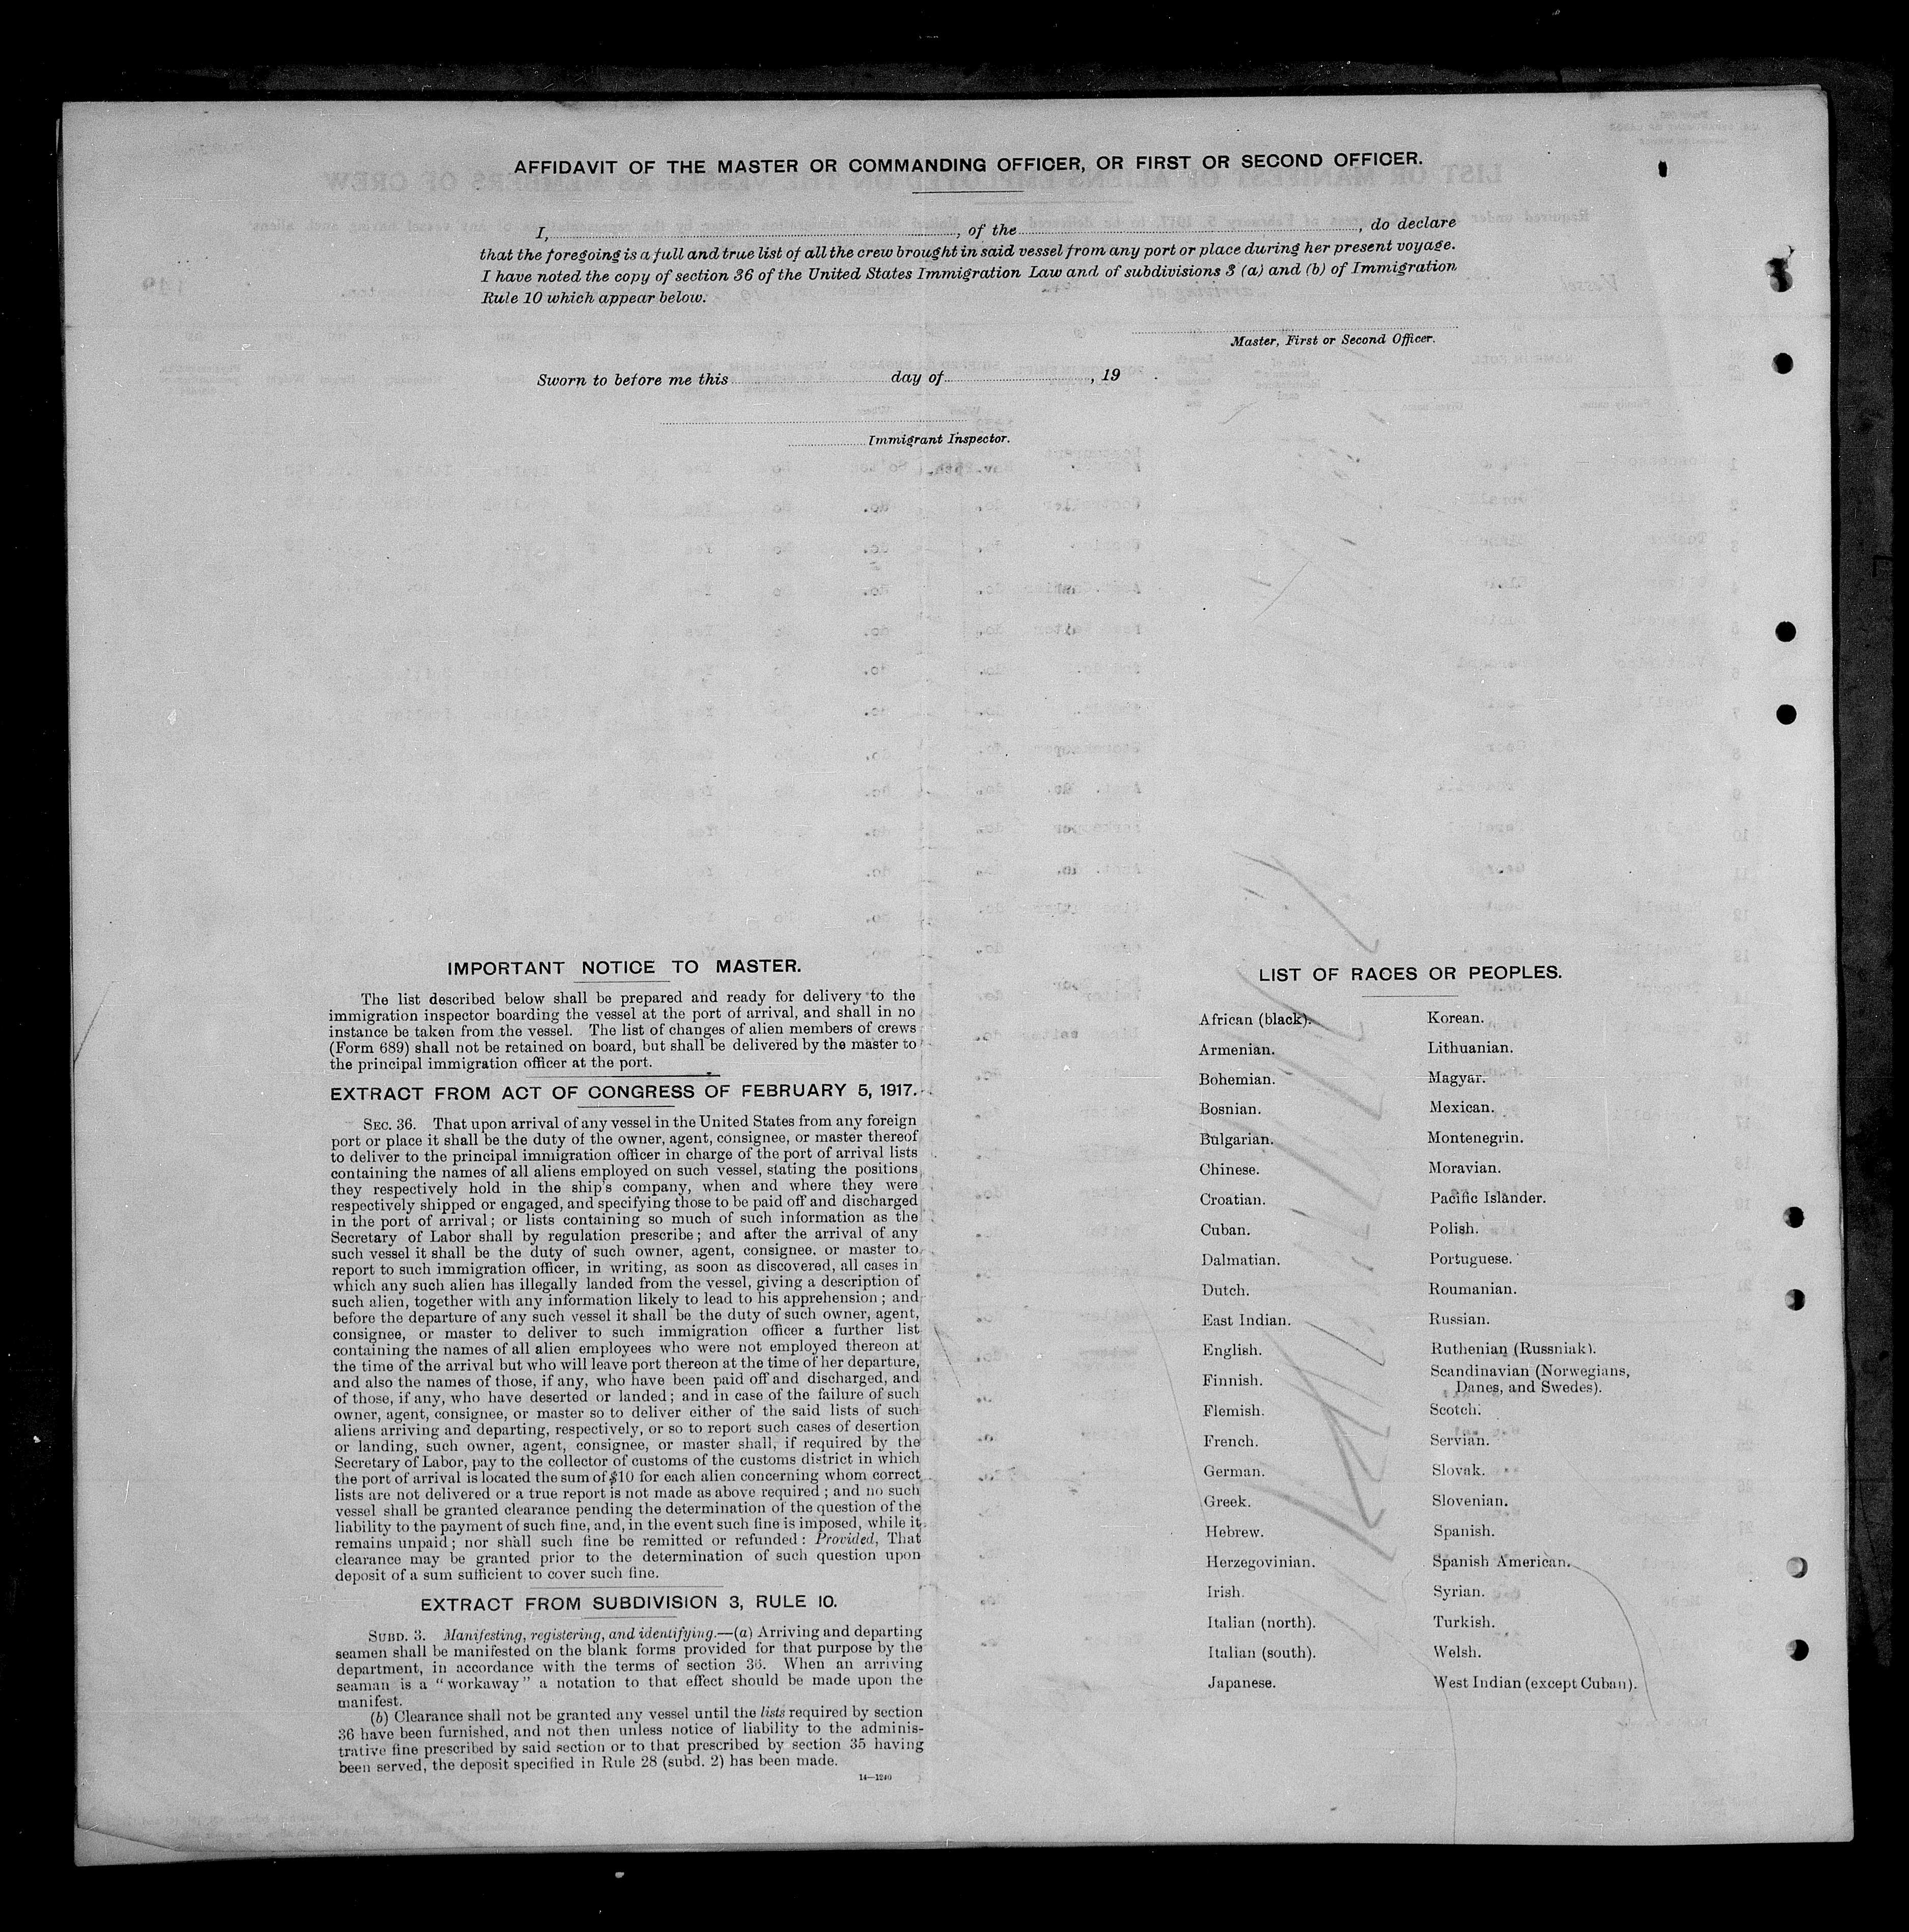 AFFIDAVIT OF THE MASTER OR COMMANDING OFFICER, OR FIRST OR SECOND OFFICER.
I, , of the , do declare
that the foregoing is a full and true list of all the crew brought in said vessel from any port or place during her present voyage.
I have noted the copy of section 36 of the United States Immigration Law and of subdivisions 3 (a) and (b) of Immigration
Rule 10 which appear below.
Master, First or Second Officer.
Sworn to before me this day of , 19
Immigrant Inspector.
IMPORTANT NOTICE TO MASTER.
The list described below shall be prepared and ready for delivery to the
immigration inspector boarding the vessel at the port of arrival, and shall in no
instance be taken from the vessel. The list of changes of alien members of crews
(Form 689) shall not be retained on board, but shall be delivered by the master to
the principal immigration officer at the port.
EXTRACT FROM ACT OF CONGRESS OF FEBRUARY 5, 1917.
SEC. 36. That upon arrival of any vessel in the United States from any foreign
port or place it shall be the duty of the owner, agent, consignee, or master thereof
to deliver to the principal immigration officer in charge of the port of arrival lists
containing the names of all aliens employed on such vessel, stating the positions
they respectively hold in the ship's company, when and where they were
respectively shipped or engaged, and specifying those to be paid off and discharged
in the port of arrival; or lists containing so much of such information as the
Secretary of Labor shall by regulation prescribe; and after the arrival of any
such vessel it shall be the duty of such owner, agent, consignee, or master to
report to such immigration officer, in writing, as soon as discovered, all cases in
which any such alien has illegally landed from the vessel, giving a description of
such alien, together with any information likely to lead to his apprehension; and
before the departure of any such vessel it shall be the duty of such owner, agent,
consignee, or master to deliver to such immigration officer a further list
containing the names of all alien employees who were not employed thereon at
the time of the arrival but who will leave port thereon at the time of her departure,
and also the names of those, if any, who have been paid off and discharged, and
of those, if any, who have deserted or landed; and in case of the failure of such
owner, agent, consignee, or master so to deliver either of the said lists of such
aliens arriving and departing, respectively, or so to report such cases of desertion
or landing, such owner, agent, consignee, or master shall, if required by the
Secretary of Labor, pay to the collector of customs of the customs district in which
the port of arrival is located the sum of $10 for each alien concerning whom correct
lists are not delivered or a true report is not made as above required; and no such
vessel shall be granted clearance pending the determination of the question of the
liability to the payment of such fine, and, in the event such fine is imposed, while it
remains unpaid; nor shall such fine be remitted or refunded: Provided, That
clearance may be granted prior to the determination of such question upon
deposit of a sum sufficient to cover such fine.
EXTRACT FROM SUBDIVISION 3, RULE 10.
SUBD. 3. Manifesting, registering, and identifying.—(a) Arriving and departing
seamen shall be manifested on the blank forms provided for that purpose by the
department, in accordance with the terms of section 36. When an arriving
seaman is a "workaway" a notation to that effect should be made upon the
manifest.
(b) Clearance shall not be granted any vessel until the lists required by section
36 have been furnished, and not then unless notice of liability to the adminis-
trative fine prescribed by said section or to that prescribed by section 35 having
been served, the deposit specified in Rule 28 (subd. 2) has been made.
14—1240
LIST OF RACES OR PEOPLES.
African (black).
Armenian.
Bohemian.
Bosnian.
Bulgarian.
Chinese.
Croatian.
Cuban.
Dalmatian.
Dutch.
East Indian.
English.
Finnish.
Flemish.
French.
German.
Greek.
Hebrew.
Herzegovinian.
Irish.
Italian (north).
Italian (south).
Japanese.
Korean.
Lithuanian.
Magyar.
Mexican.
Montenegrin.
Moravian.
Pacific Islander.
Polish.
Portuguese.
Roumanian.
Russian.
Ruthenian (Russniak).
Scandinavian (Norwegians,
Danes, and Swedes).
Scotch.
Servian.
Slovak.
Slovenian.
Spanish.
Spanish American.
Syrian.
Turkish.
Welsh.
West Indian (except Cuban).